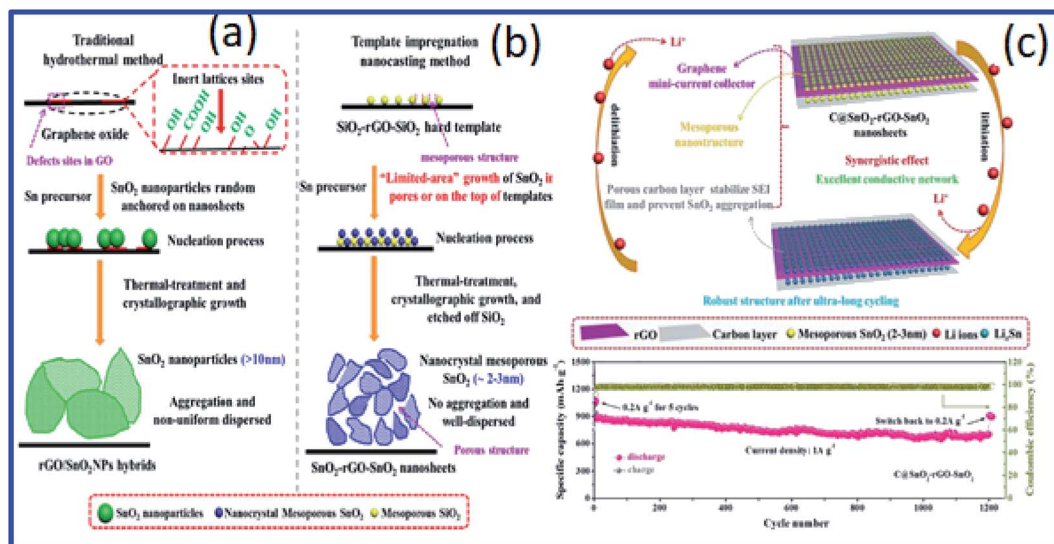 (a)
Traditional
hydrothermal method
Inert lattices sites
OH
COOH
OH
OH
O
OH
Graphene oxide
Defects sites in GO
Sn precursor
SnO₂ nanoparticles random
anchored on nanosheets
Nucleation process
Thermal-treatment and
crystallographic growth
SnO₂ nanoparticles (>10nm)
Aggregation and
non-uniform dispersed
rGO/SnO₂NPs hybrids
(b)
Template impregnation
nanocasting method
SiO₂-rGO-SiO₂ hard template
mesoporous structure
Sn precursor
"Limited-area" growth of SnO₂ in
pores or on the top of templates
Nucleation process
Thermal-treatment,
crystallographic growth, and
etched off SiO₂
Nanocrystal mesoporous
SnO₂ (~ 2-3nm)
No aggregation and
well-dispersed
Porous structure
SnO₂-rGO-SnO₂ nanosheets
SnO₂ nanoparticles
Nanocrystal Mesoporous SnO₂
Mesoporous SiO₂
(c)
Li⁺
delithiation
Graphene
mini-current collector
Mesoporous
nanostructure
Porous carbon layer stabilize SEI
film and prevent SnO₂ aggregation
C@SnO₂-rGO-SnO₂
nanosheets
Synergistic effect
Excellent conductive network
lithiation
Li⁺
Robust structure after ultra-long cycling
rGO
Carbon layer
Mesoporous SnO₂ (2-3nm)
Li ions
LiₓSn
Specific capacity (mAh g⁻¹)
1500
1200
900
600
300
0
0.2A g⁻¹ for 5 cycles
Switch back to 0.2A g⁻¹
Current density: 1A g⁻¹
discharge
charge
C@SnO₂-rGO-SnO₂
0
200
400
600
800
1000
1200
Cycle number
120
100
80
60
40
20
0
Coulombic efficiency (%)